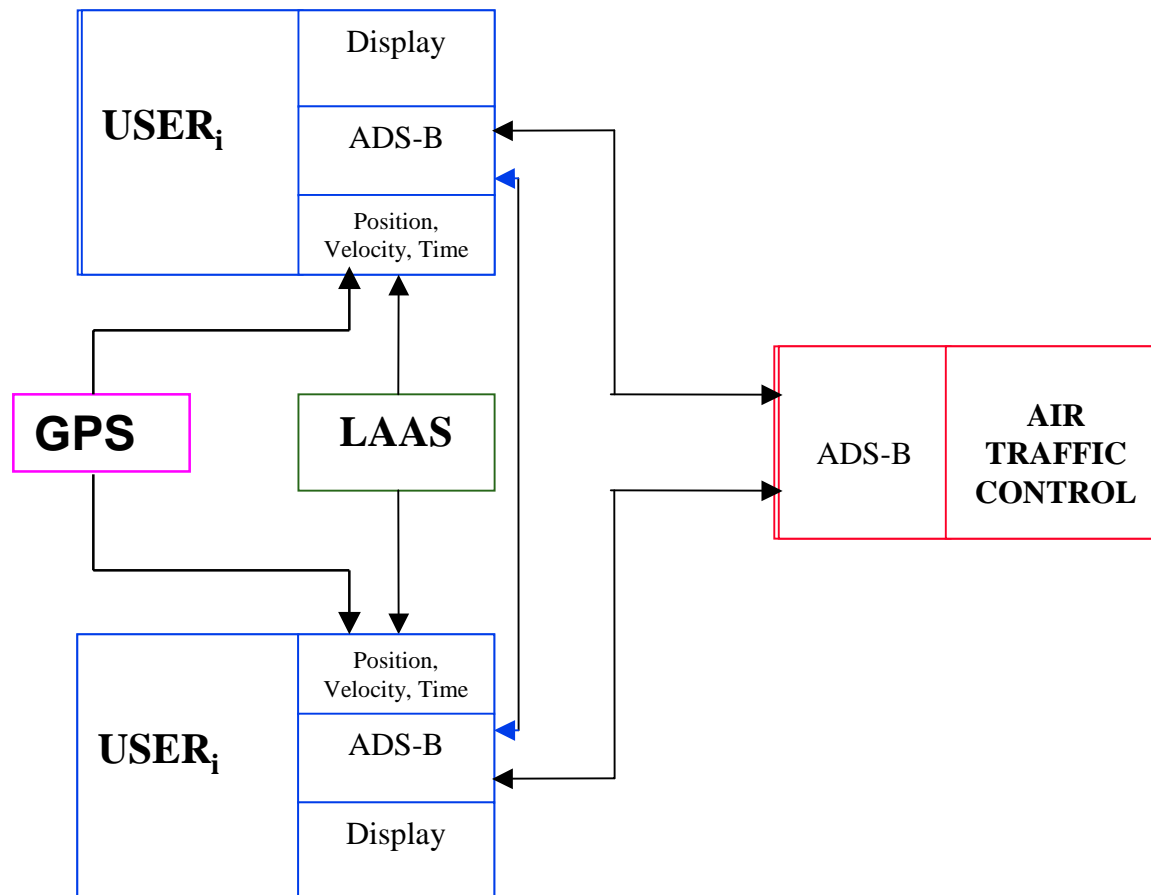 Display
USERi
ADS-B
Position,
Velocity, Time
GPS
LAAS
ADS-B
AIR
TRAFFIC
CONTROL
Position,
Velocity, Time
USERi
ADS-B
Display